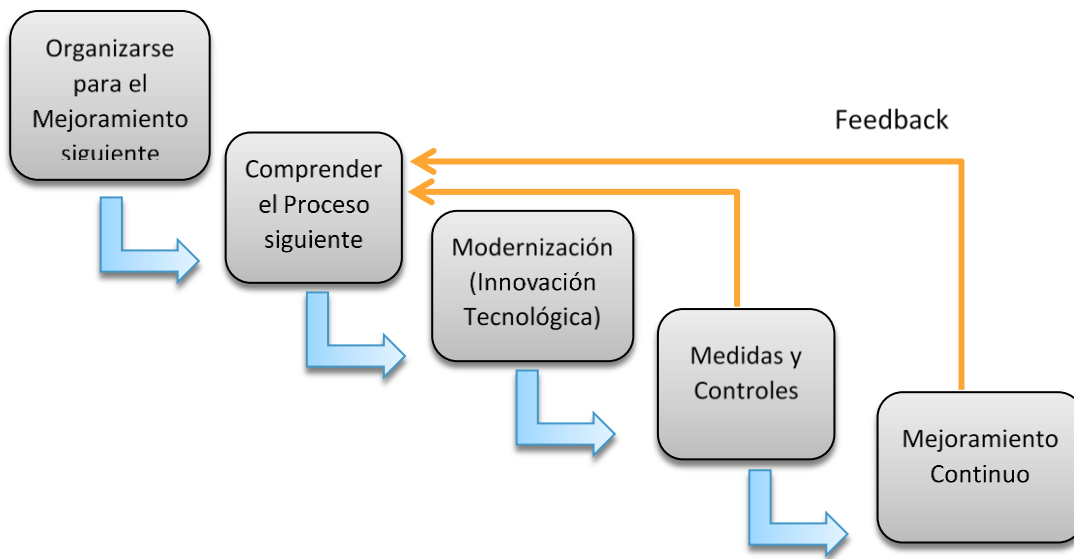 Organizarse
para el
Mejoramiento
siguiente
Feedback
Comprender
el Proceso
siguiente
Modernización
(Innovación
Tecnológica)
Medidas y
Controles
Mejoramiento
Continuo